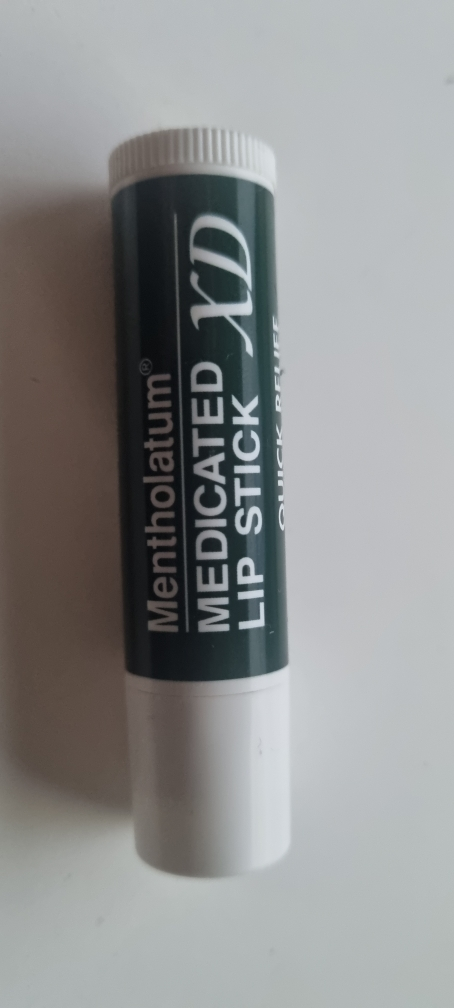 Mentholatum®
MEDICATED XD
LIP STICK
QUICK RELIEF